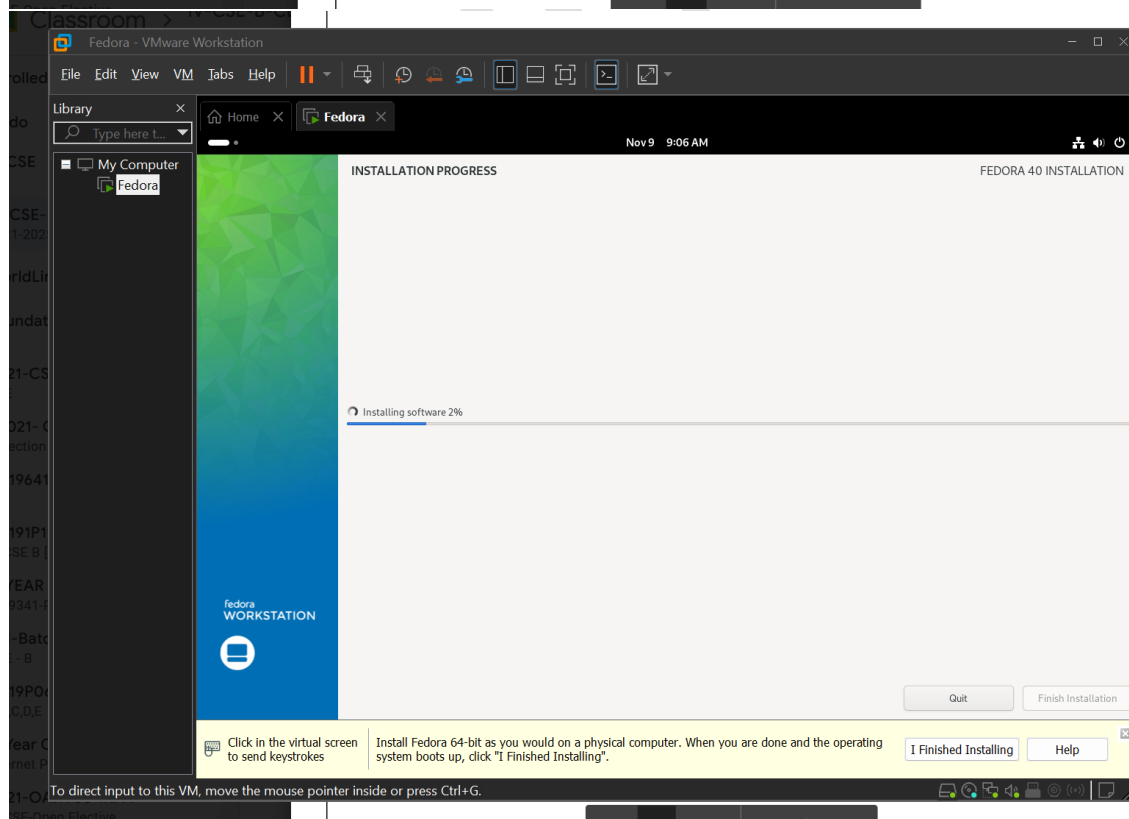 Classroom >
Fedora - VMware Workstation
File Edit View VM Tabs Help
Library
Type here t...
My Computer
Fedora
Home
Fedora
Nov 9 9:06 AM
INSTALLATION PROGRESS
FEDORA 40 INSTALLATION
Installing software 2%
fedora
WORKSTATION
Quit
Finish Installation
Click in the virtual screen
to send keystrokes
Install Fedora 64-bit as you would on a physical computer. When you are done and the operating
system boots up, click "I Finished Installing".
I Finished Installing
Help
To direct input to this VM, move the mouse pointer inside or press Ctrl+G.